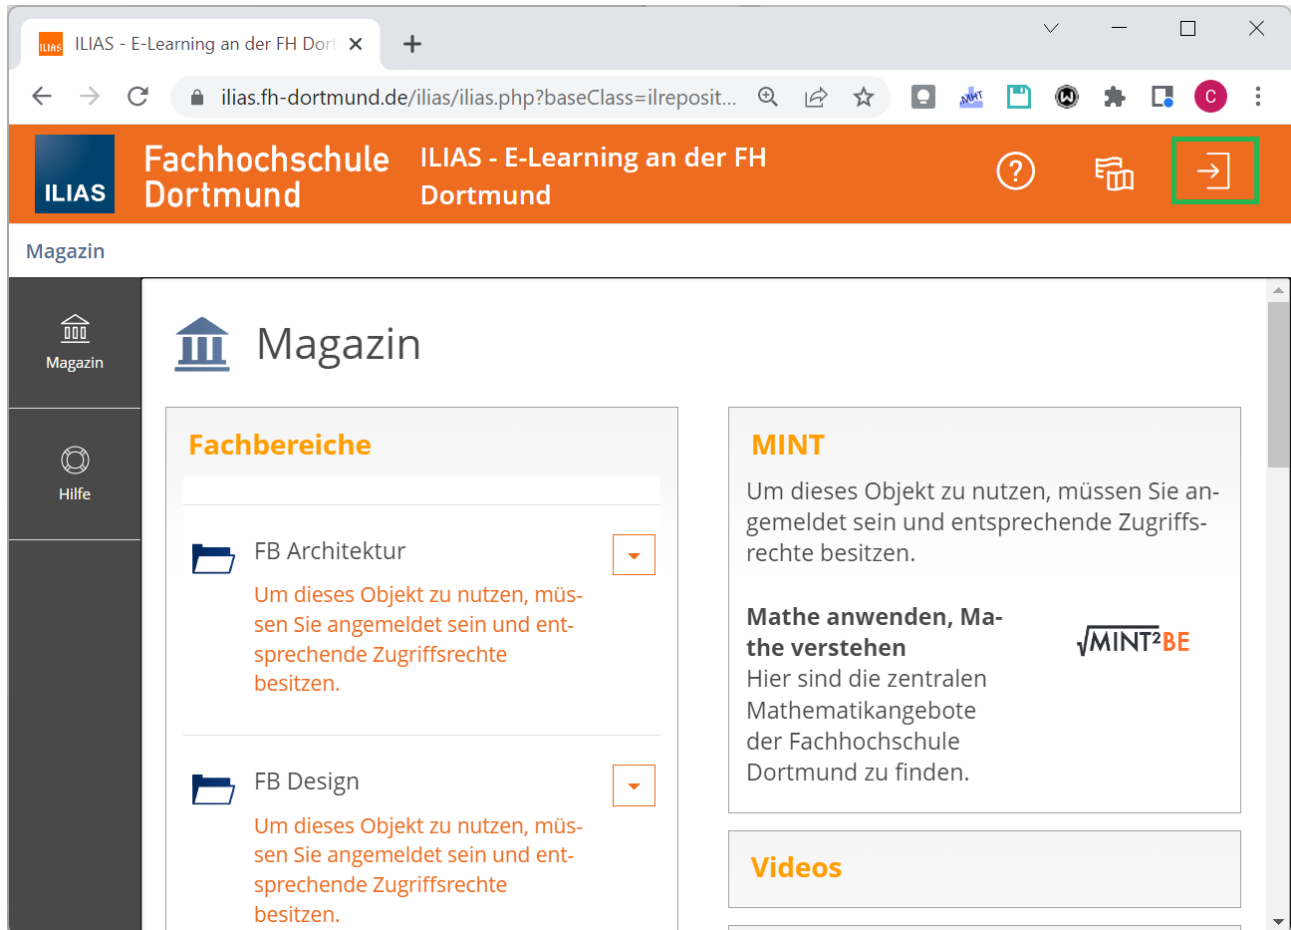 ILIAS
ILIAS - E-Learning an der FH Dort
ilias.fh-dortmund.de/ilias/ilias.php?baseClass=ilreposit...
.MHT
C
ILIAS
Fachhochschule
Dortmund
ILIAS - E-Learning an der FH
Dortmund
?
Magazin
Magazin
Hilfe
Magazin
Fachbereiche
FB Architektur
Um dieses Objekt zu nutzen, müs-
sen Sie angemeldet sein und ent-
sprechende Zugriffsrechte
besitzen.
FB Design
Um dieses Objekt zu nutzen, müs-
sen Sie angemeldet sein und ent-
sprechende Zugriffsrechte
besitzen.
MINT
Um dieses Objekt zu nutzen, müssen Sie an-
gemeldet sein und entsprechende Zugriffs-
rechte besitzen.
Mathe anwenden, Ma-
the verstehen
Hier sind die zentralen
Mathematikangebote
der Fachhochschule
Dortmund zu finden.
√MINT²BE
Videos